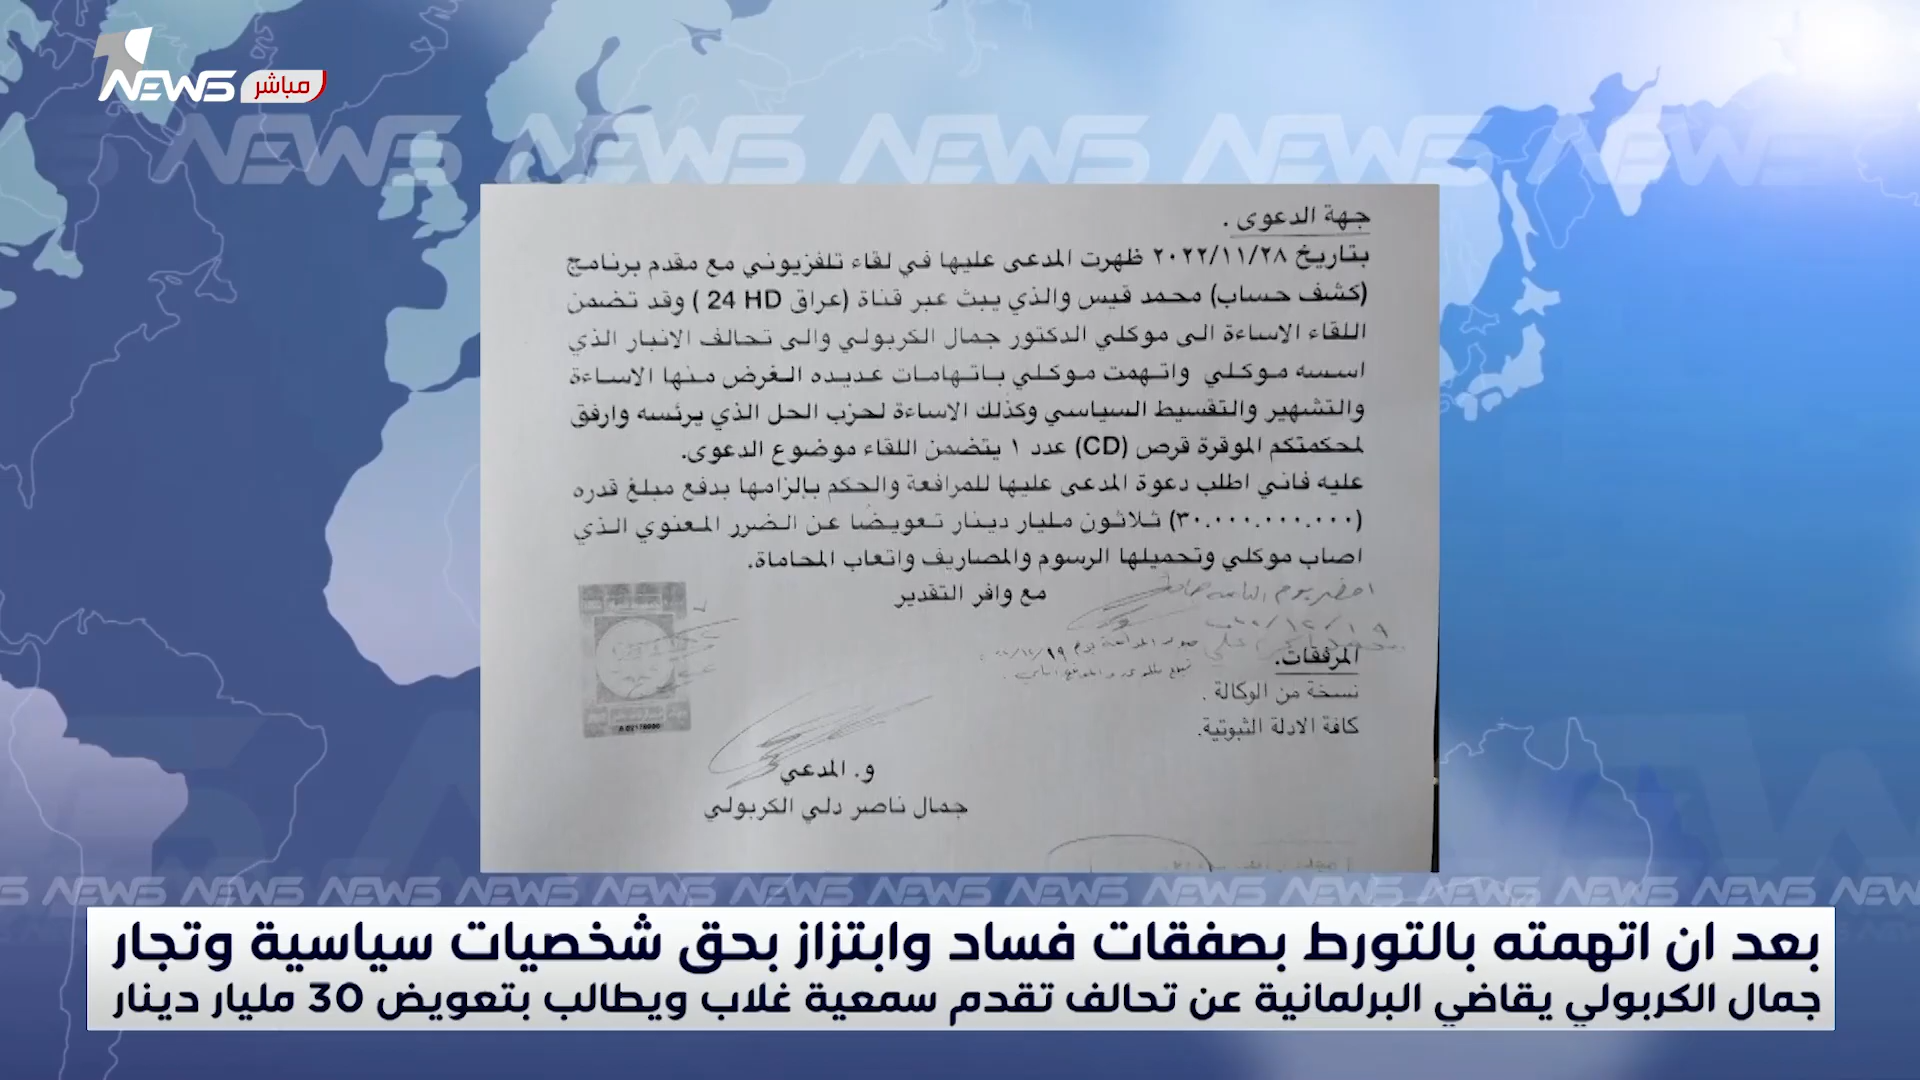 NEWS مباشر
NEWS NEWS NEWS NEWS NEWS
جهة الدعوى .
بتاريخ ٢٠٢٢/١١/٢٨ ظهرت المدعى عليها في لقاء تلفزيوني مع مقدم برنامج
(كشف حساب) محمد قيس والذي يبث عبر قناة (عراق 24 HD ) وقد تضمن
اللقاء الاساءة الى موكلي الدكتور جمال الكربولي والى تحالف الانبار الذي
اسسه موكلي واتهمت موكلي باتهامات عديده الغرض منها الاساءة
والتشهير والتقسيط السياسي وكذلك الاساءة لحزب الحل الذي يرئسه وارفق
لمحكمتكم الموقرة قرص (CD) عدد ١ يتضمن اللقاء موضوع الدعوى.
عليه فاني اطلب دعوة المدعى عليها للمرافعة والحكم بإلزامها بدفع مبلغ قدره
(٣٠.٠٠٠.٠٠٠.٠٠٠) ثلاثون مليار دينار تعويضا عن الضرر المعنوي الذي
اصاب موكلي وتحميلها الرسوم والمصاريف واتعاب المحاماة.
مع وافر التقدير
المرفقات.
نسخة من الوكالة .
كافة الادلة الثبوتية.
و. المدعي
جمال ناصر دلي الكربولي
NEWS NEWS NEWS NEWS NEWS NEWS NEWS NEWS NEWS NEWS NEWS
بعد ان اتهمته بالتورط بصفقات فساد وابتزاز بحق شخصيات سياسية وتجار
جمال الكربولي يقاضي البرلمانية عن تحالف تقدم سمعية غلاب ويطالب بتعويض 30 مليار دينار